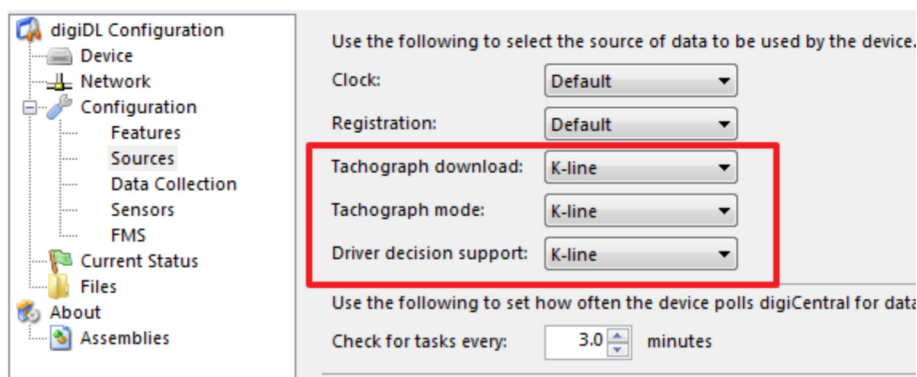 digiDL Configuration
Device
Network
Configuration
Features
Sources
Data Collection
Sensors
FMS
Current Status
Files
About
Assemblies
Use the following to select the source of data to be used by the device.
Clock: Default
Registration: Default
Tachograph download: K-line
Tachograph mode: K-line
Driver decision support: K-line
Use the following to set how often the device polls digiCentral for data
Check for tasks every: 3.0 minutes